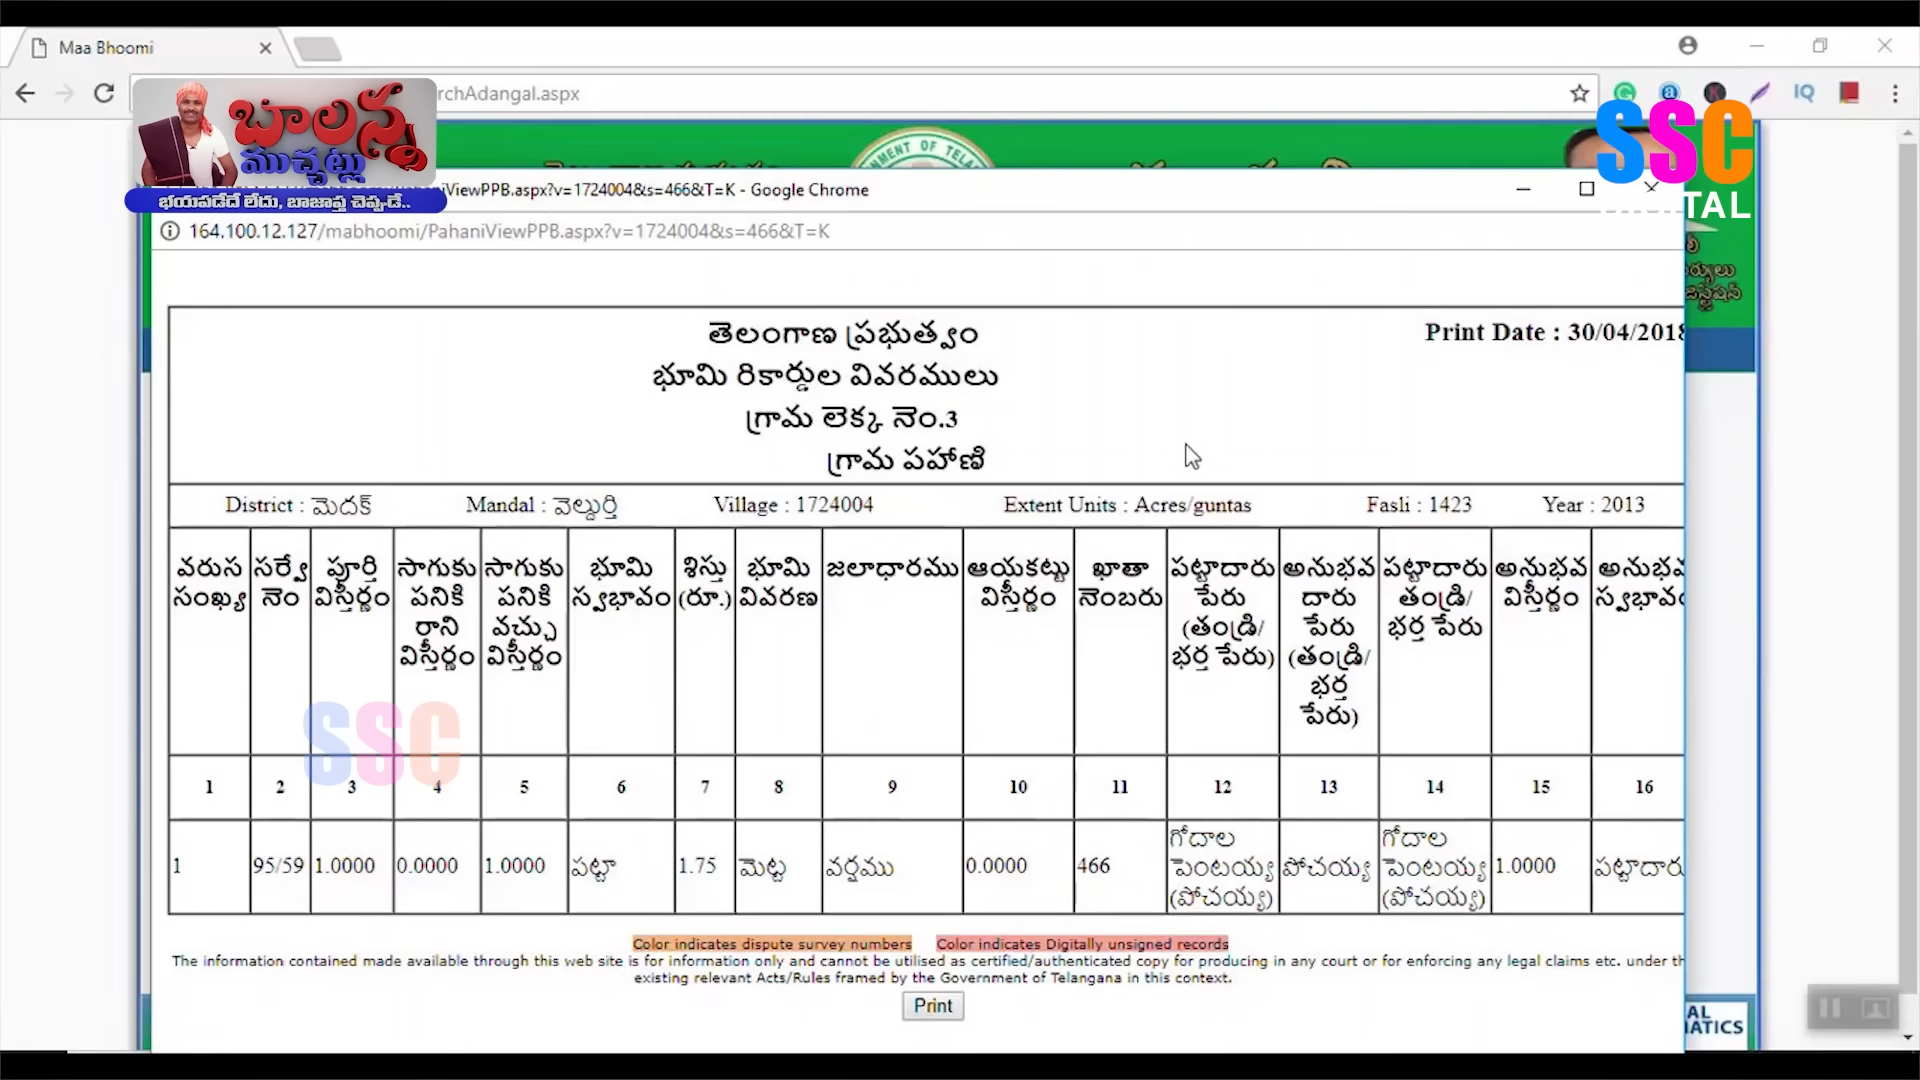 Maa Bhoomi
rchAdangal.aspx
బాలన్న
ముచ్చట్లు
భయపడేదే లేదు, బాజాప్త చెప్పుడే..
SSC
DIGITAL
ViewPPB.aspx?v=1724004&s=466&T=K - Google Chrome
164.100.12.127/mabhoomi/PahaniViewPPB.aspx?v=1724004&s=466&T=K
తెలంగాణ ప్రభుత్వం
Print Date : 30/04/2018
భూమి రికార్డుల వివరములు
గ్రామ లెక్క నెం.3
గ్రామ పహాణి
District : మెదక్ Mandal : వెల్దుర్తి Village : 1724004 Extent Units : Acres/guntas Fasli : 1423 Year : 2013
వరుస సర్వే పూర్తి సాగుకు సాగుకు భూమి శిస్తు భూమి జలాధారము ఆయకట్టు ఖాతా పట్టాదారు అనుభవ పట్టాదారు అనుభవ అనుభవ
సంఖ్య నెం విస్తీర్ణం పనికి పనికి స్వభావం (రూ.) వివరణ విస్తీర్ణం నెంబరు పేరు దారు తండ్రి/ విస్తీర్ణం స్వభావం
రాని వచ్చు (తండ్రి/ పేరు భర్త పేరు
విస్తీర్ణం విస్తీర్ణం భర్త పేరు) (తండ్రి/
భర్త
పేరు)
SSC
1 2 3 4 5 6 7 8 9 10 11 12 13 14 15 16
గోదాల గోదాల
1 95/59 1.0000 0.0000 1.0000 పట్టా 1.75 మెట్ట వర్షము 0.0000 466 పెంటయ్య పోచయ్య పెంటయ్య 1.0000 పట్టాదారు
(పోచయ్య) (పోచయ్య)
Color indicates dispute survey numbers Color indicates Digitally unsigned records
The information contained made available through this web site is for information only and cannot be utilised as certified/authenticated copy for producing in any court or for enforcing any legal claims etc. under th
existing relevant Acts/Rules framed by the Government of Telangana in this context.
Print